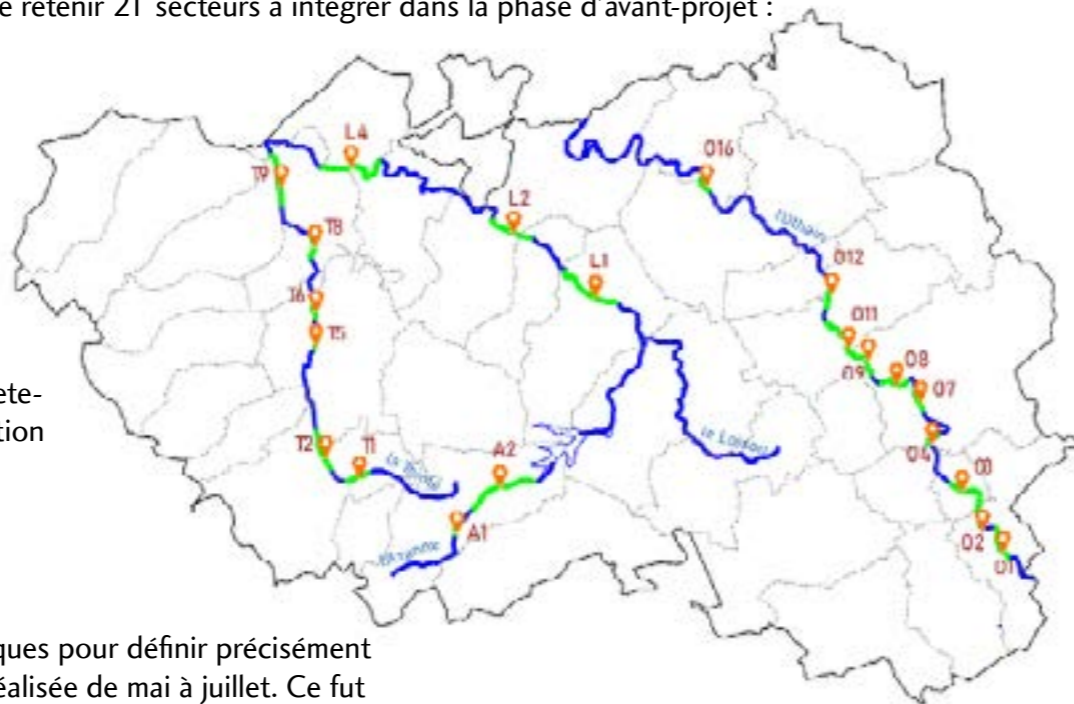 e retenir 21 secteurs à intégrer dans la phase d'avant-projet :
L4
O16
T9
L2
l'Othain
T8
L1
O12
T6
O11
T5
O8
O9
O7
ete-
tion
T2
T1
A2
O4
O3
A1
O2
O1
ques pour définir précisément
éalisée de mai à juillet. Ce fut